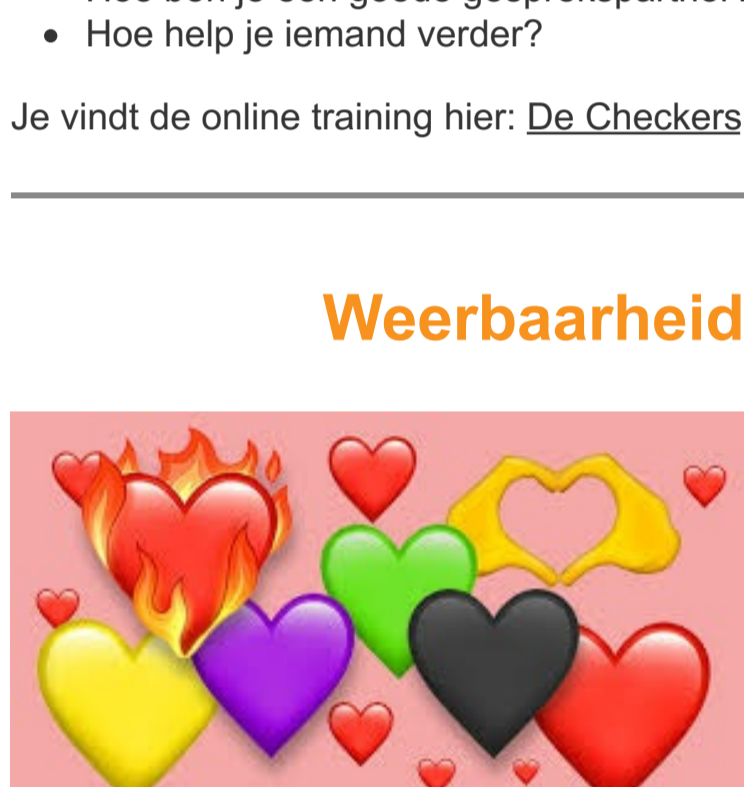 Hoe help je iemand verder?
Je vindt de online training hier: De Checkers
Weerbaarheid